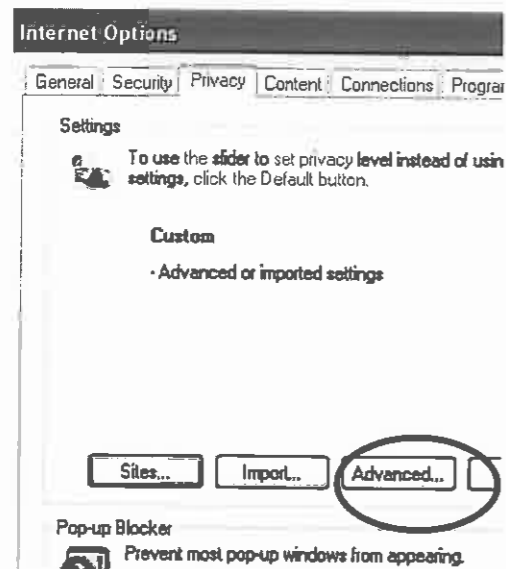 Internet Options
General Security Privacy Content Connections Program
Settings
To use the slider to set privacy level instead of usin
settings, click the Default button.
Custom
- Advanced or imported settings
Sites... Import... Advanced...
Pop-up Blocker
Prevent most pop-up windows from appearing.